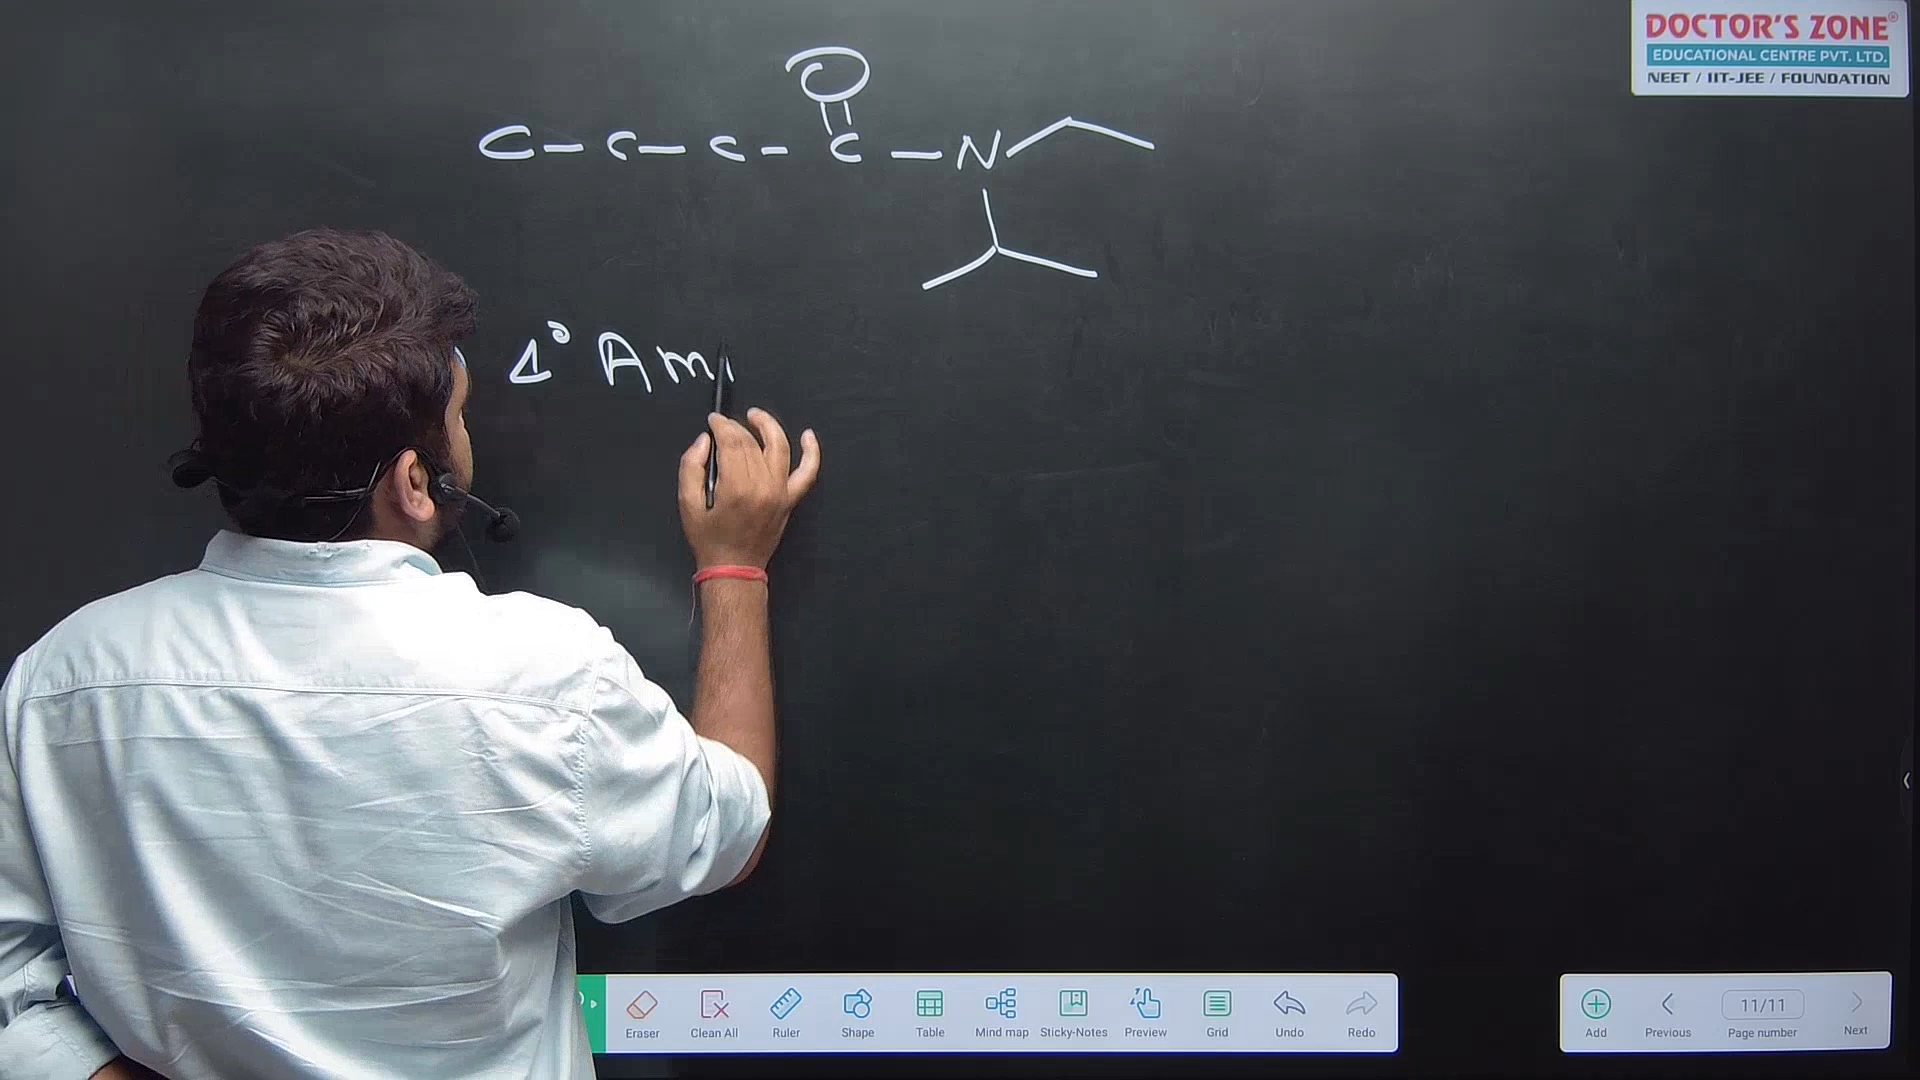 DOCTOR'S ZONE®
EDUCATIONAL CENTRE PVT. LTD.
NEET / IIT-JEE / FOUNDATION
O
C - C - C - C - N
1° Ami
Eraser
Clean All
Ruler
Shape
Table
Mind map
Sticky-Notes
Preview
Grid
Undo
Redo
Add
Previous
11/11
Page number
Next